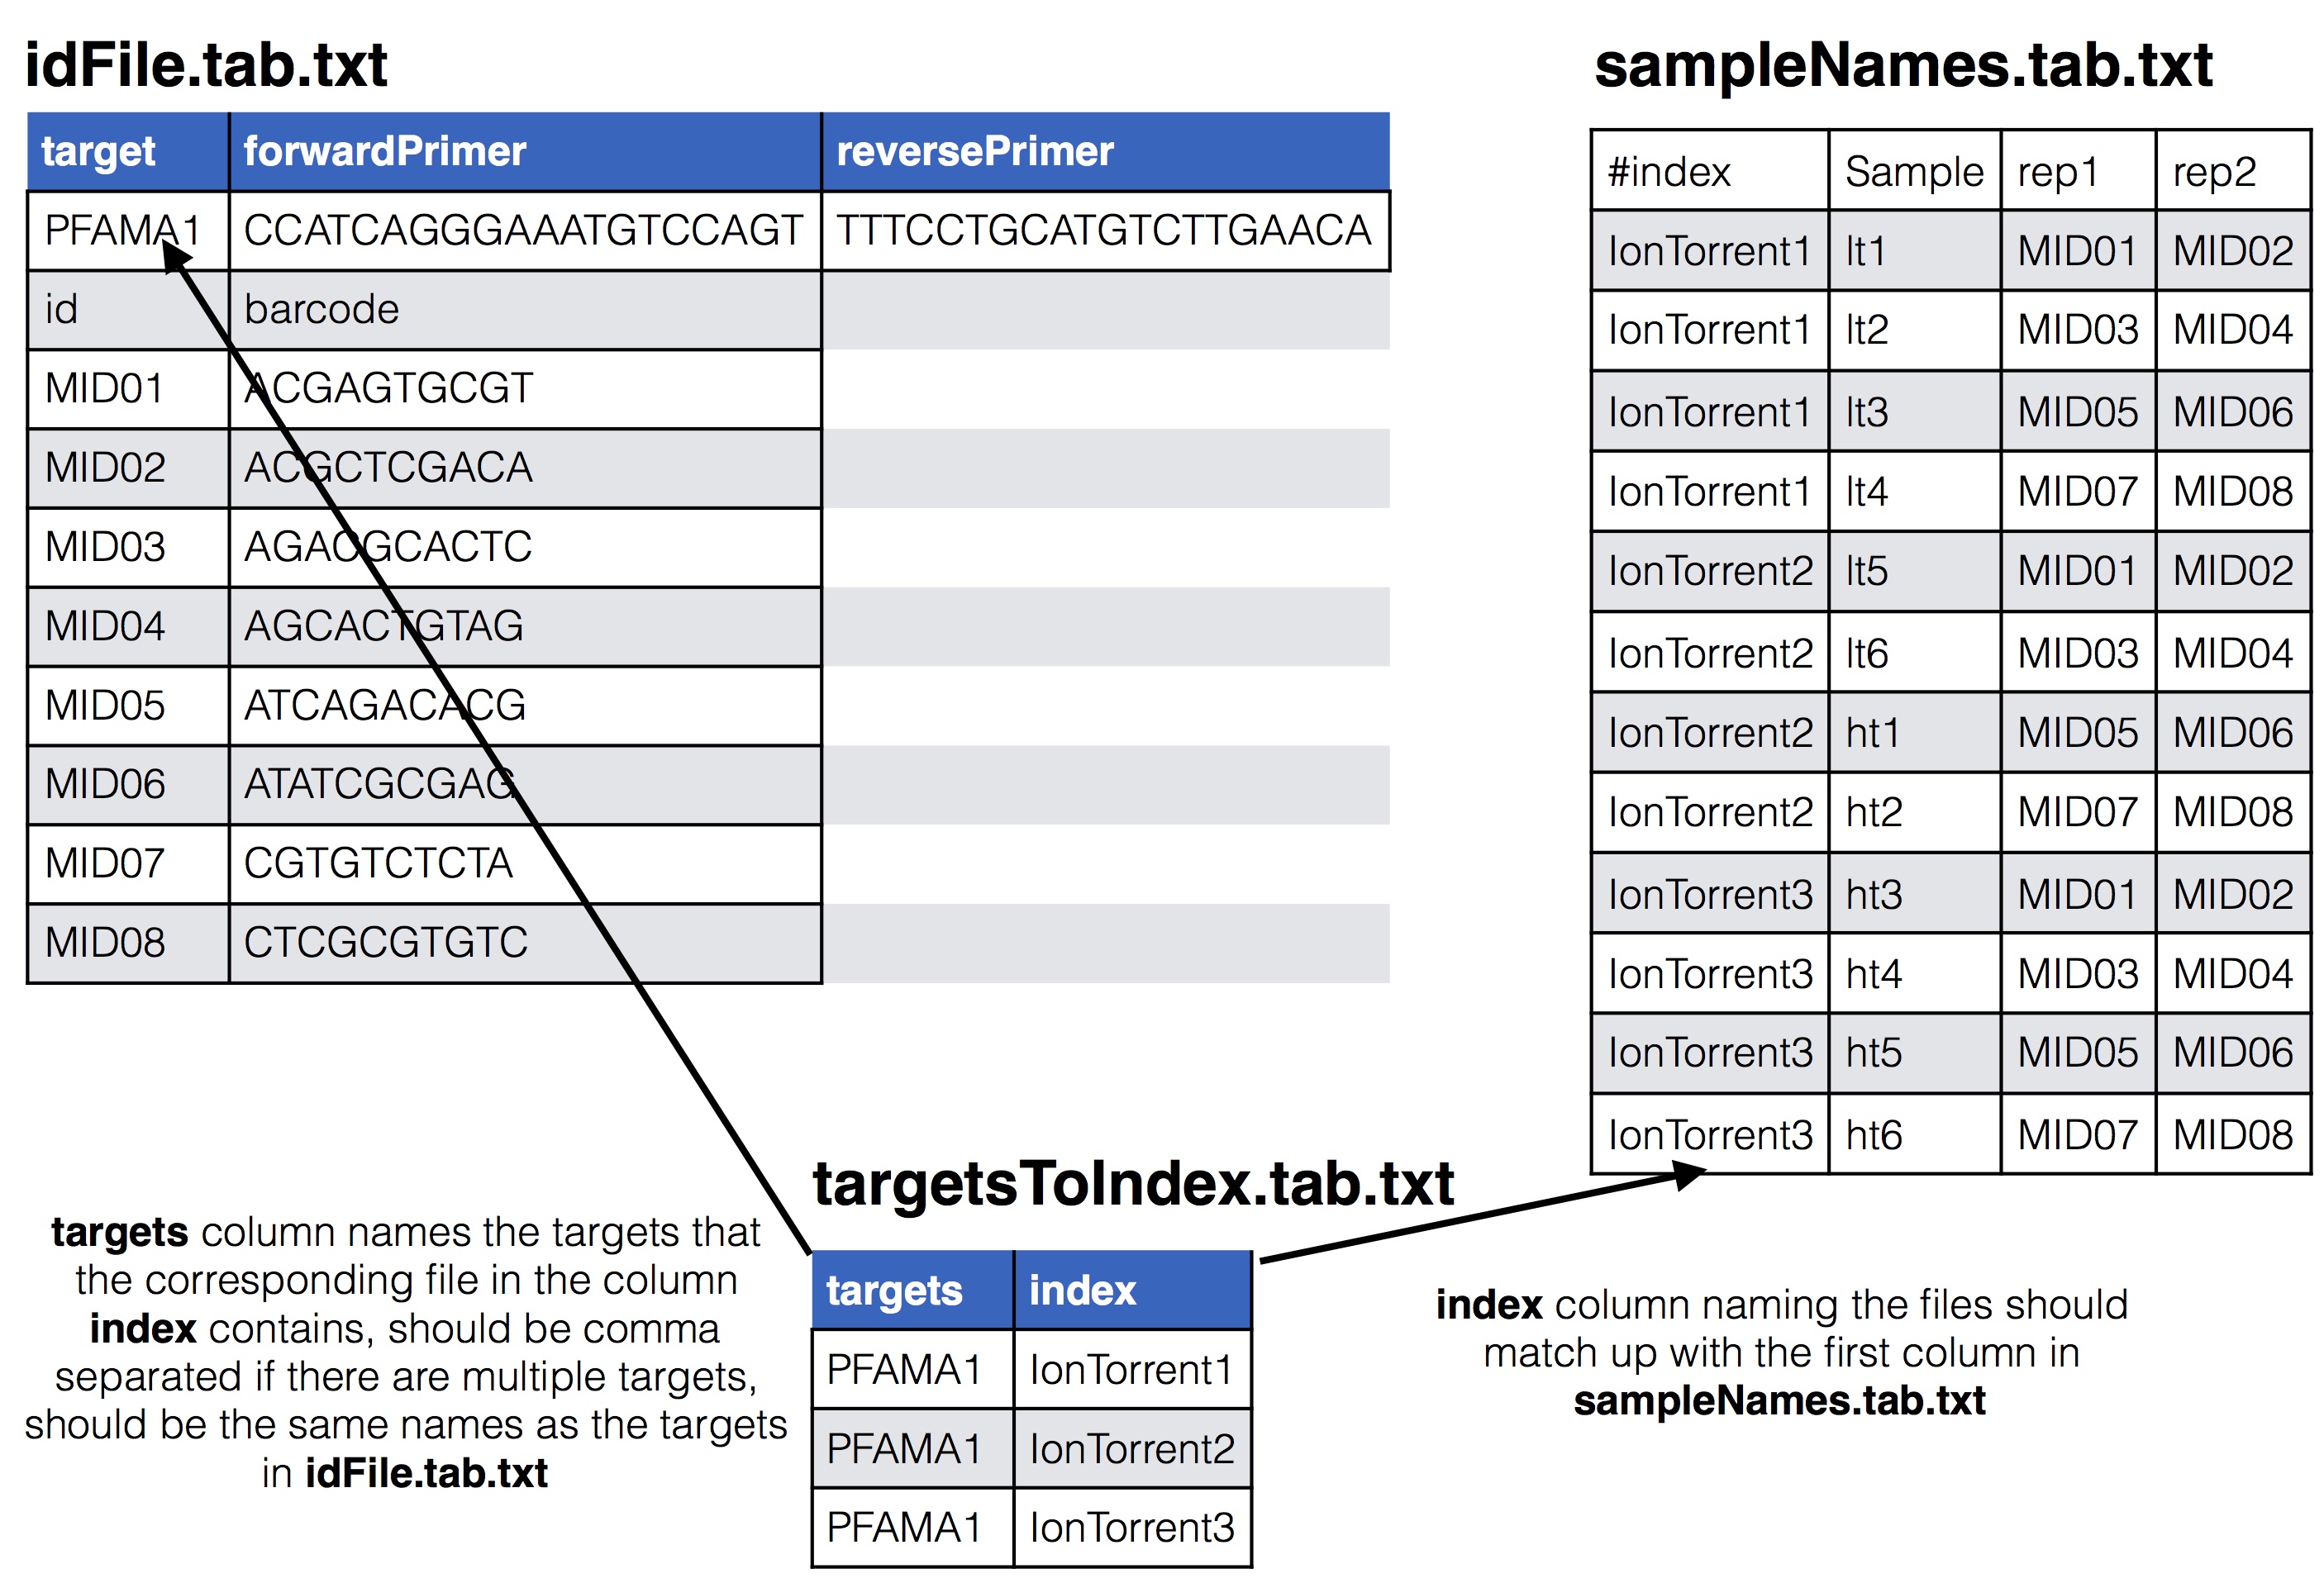 idFile.tab.txt
target forwardPrimer reversePrimer
PFAMA1 CCATCAGGGAAATGTCCAGT TTTCCTGCATGTCTTGAACA
id barcode
MID01 ACGAGTGCGT
MID02 ACGCTCGACA
MID03 AGACGCACTC
MID04 AGCACTGTAG
MID05 ATCAGACACG
MID06 ATATCGCGAG
MID07 CGTGTCTCTA
MID08 CTCGCGTGTC
sampleNames.tab.txt
#index Sample rep1 rep2
IonTorrent1 lt1 MID01 MID02
IonTorrent1 lt2 MID03 MID04
IonTorrent1 lt3 MID05 MID06
IonTorrent1 lt4 MID07 MID08
IonTorrent2 lt5 MID01 MID02
IonTorrent2 lt6 MID03 MID04
IonTorrent2 ht1 MID05 MID06
IonTorrent2 ht2 MID07 MID08
IonTorrent3 ht3 MID01 MID02
IonTorrent3 ht4 MID03 MID04
IonTorrent3 ht5 MID05 MID06
IonTorrent3 ht6 MID07 MID08
targets column names the targets that
the corresponding file in the column
index contains, should be comma
separated if there are multiple targets,
should be the same names as the targets
in idFile.tab.txt
targetsToIndex.tab.txt
targets index
PFAMA1 IonTorrent1
PFAMA1 IonTorrent2
PFAMA1 IonTorrent3
index column naming the files should
match up with the first column in
sampleNames.tab.txt